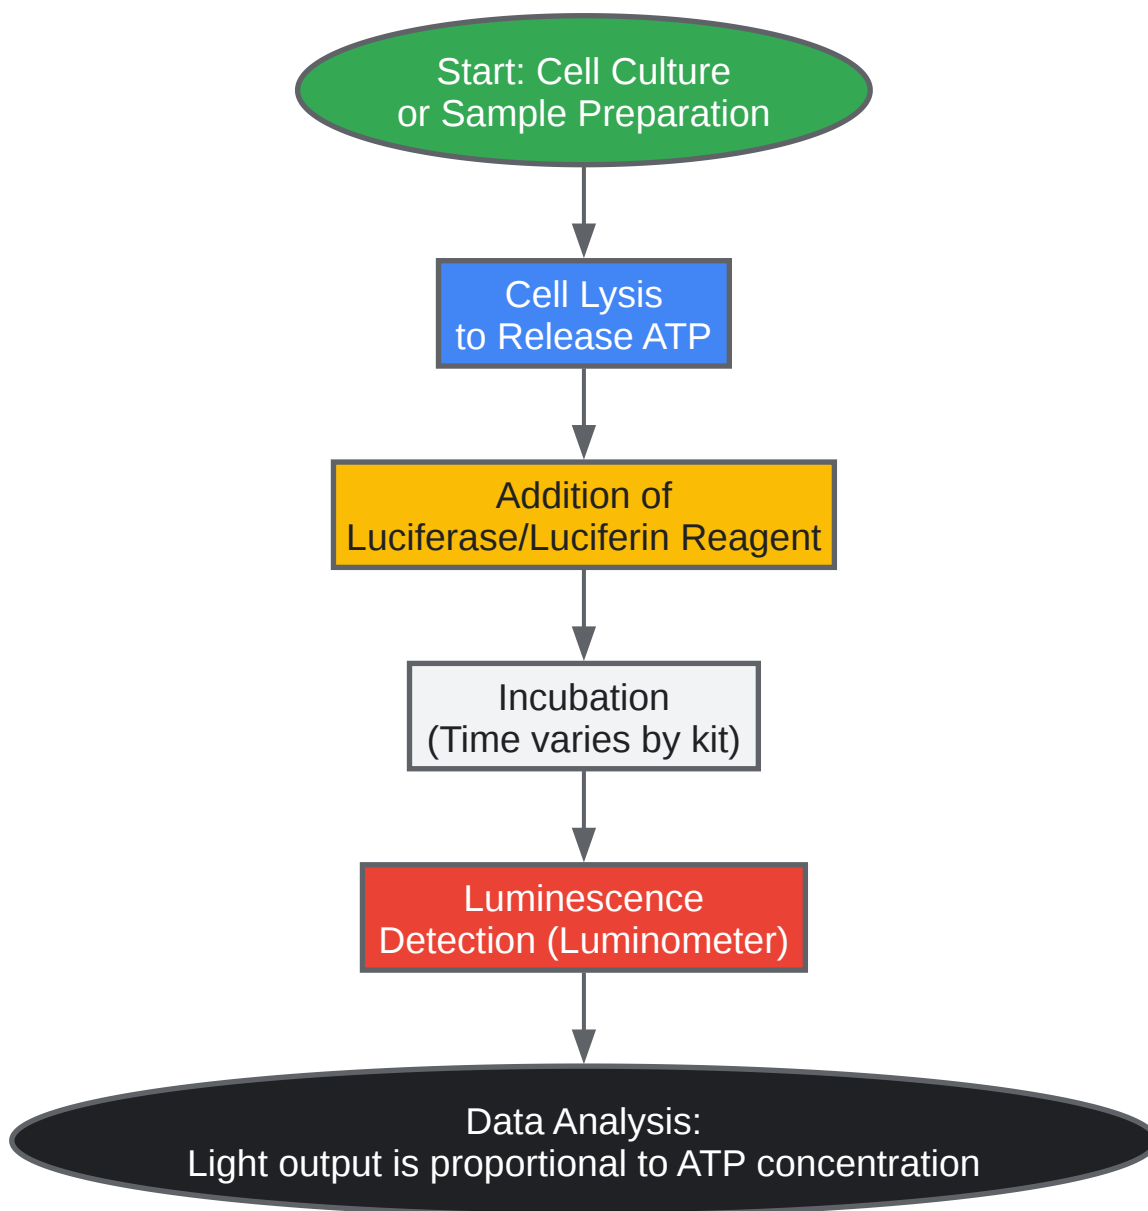 Start: Cell Culture
or Sample Preparation
Cell Lysis
to Release ATP
Addition of
Luciferase/Luciferin Reagent
Incubation
(Time varies by kit)
Luminescence
Detection (Luminometer)
Data Analysis:
Light output is proportional to ATP concentration